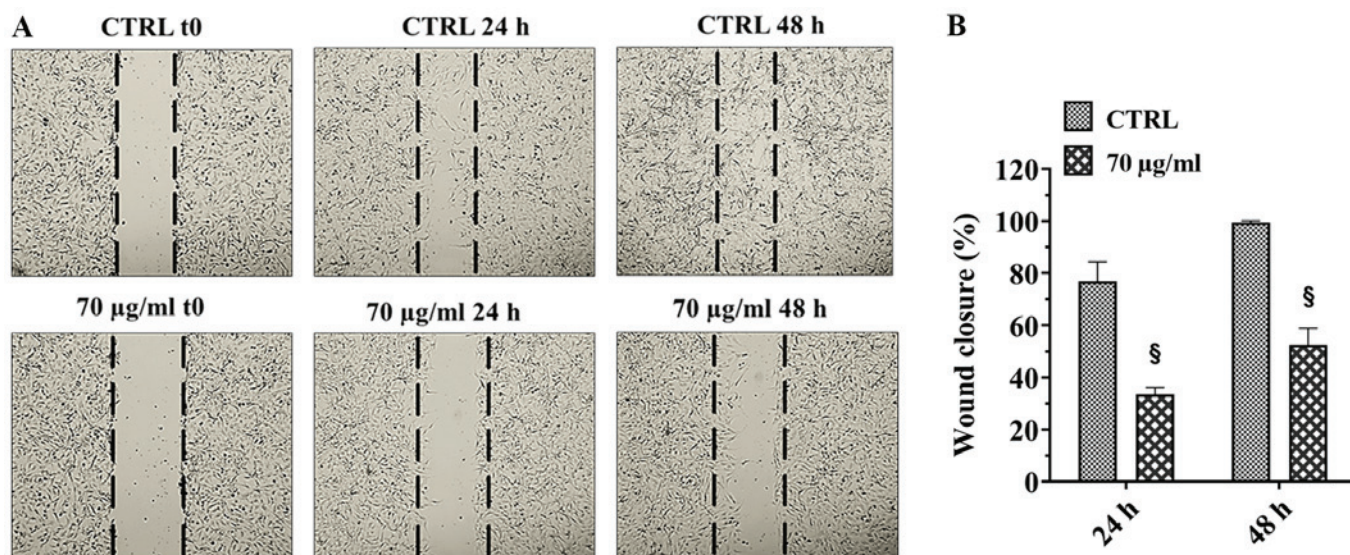 A
CTRL t0
CTRL 24 h
CTRL 48 h
70 µg/ml t0
70 µg/ml 24 h
70 µg/ml 48 h
B
CTRL
70 µg/ml
Wound closure (%)
120
100
80
60
40
20
0
§
§
24 h
48 h